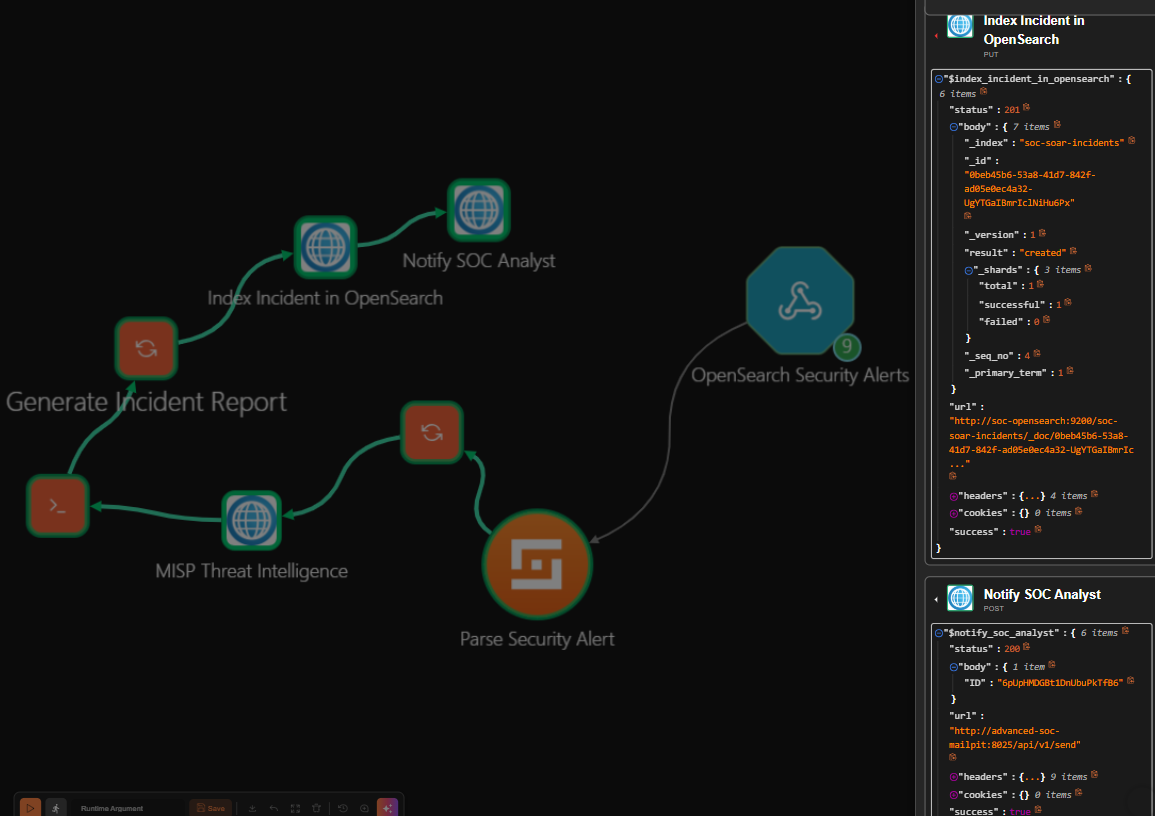 Notify SOC Analyst
Index Incident in OpenSearch
9
OpenSearch Security Alerts
Generate Incident Report
MISP Threat Intelligence
Parse Security Alert
Runtime Argument
Save
Index Incident in
OpenSearch
PUT
"$index_incident_in_opensearch" : {
6 items
"status" : 201
"body" : { 7 items
"_index" : "soc-soar-incidents"
"_id" :
"0beb45b6-53a8-41d7-842f-
ad05e0ec4a32-
UgYTGaIBmrIclNiHu6Px"
"_version" : 1
"result" : "created"
"_shards" : { 3 items
"total" : 1
"successful" : 1
"failed" : 0
}
"_seq_no" : 4
"_primary_term" : 1
}
"url" :
"http://soc-opensearch:9200/soc-
soar-incidents/_doc/0beb45b6-53a8-
41d7-842f-ad05e0ec4a32-UgYTGaIBmrIc
..."
"headers" : {...} 4 items
"cookies" : {} 0 items
"success" : true
}
Notify SOC Analyst
POST
"$notify_soc_analyst" : { 6 items
"status" : 200
"body" : { 1 item
"ID" : "6pUpHMDGBt1DnUbuPkTfB6"
}
"url" :
"http://advanced-soc-
mailpit:8025/api/v1/send"
"headers" : {...} 9 items
"cookies" : {} 0 items
"success" : true